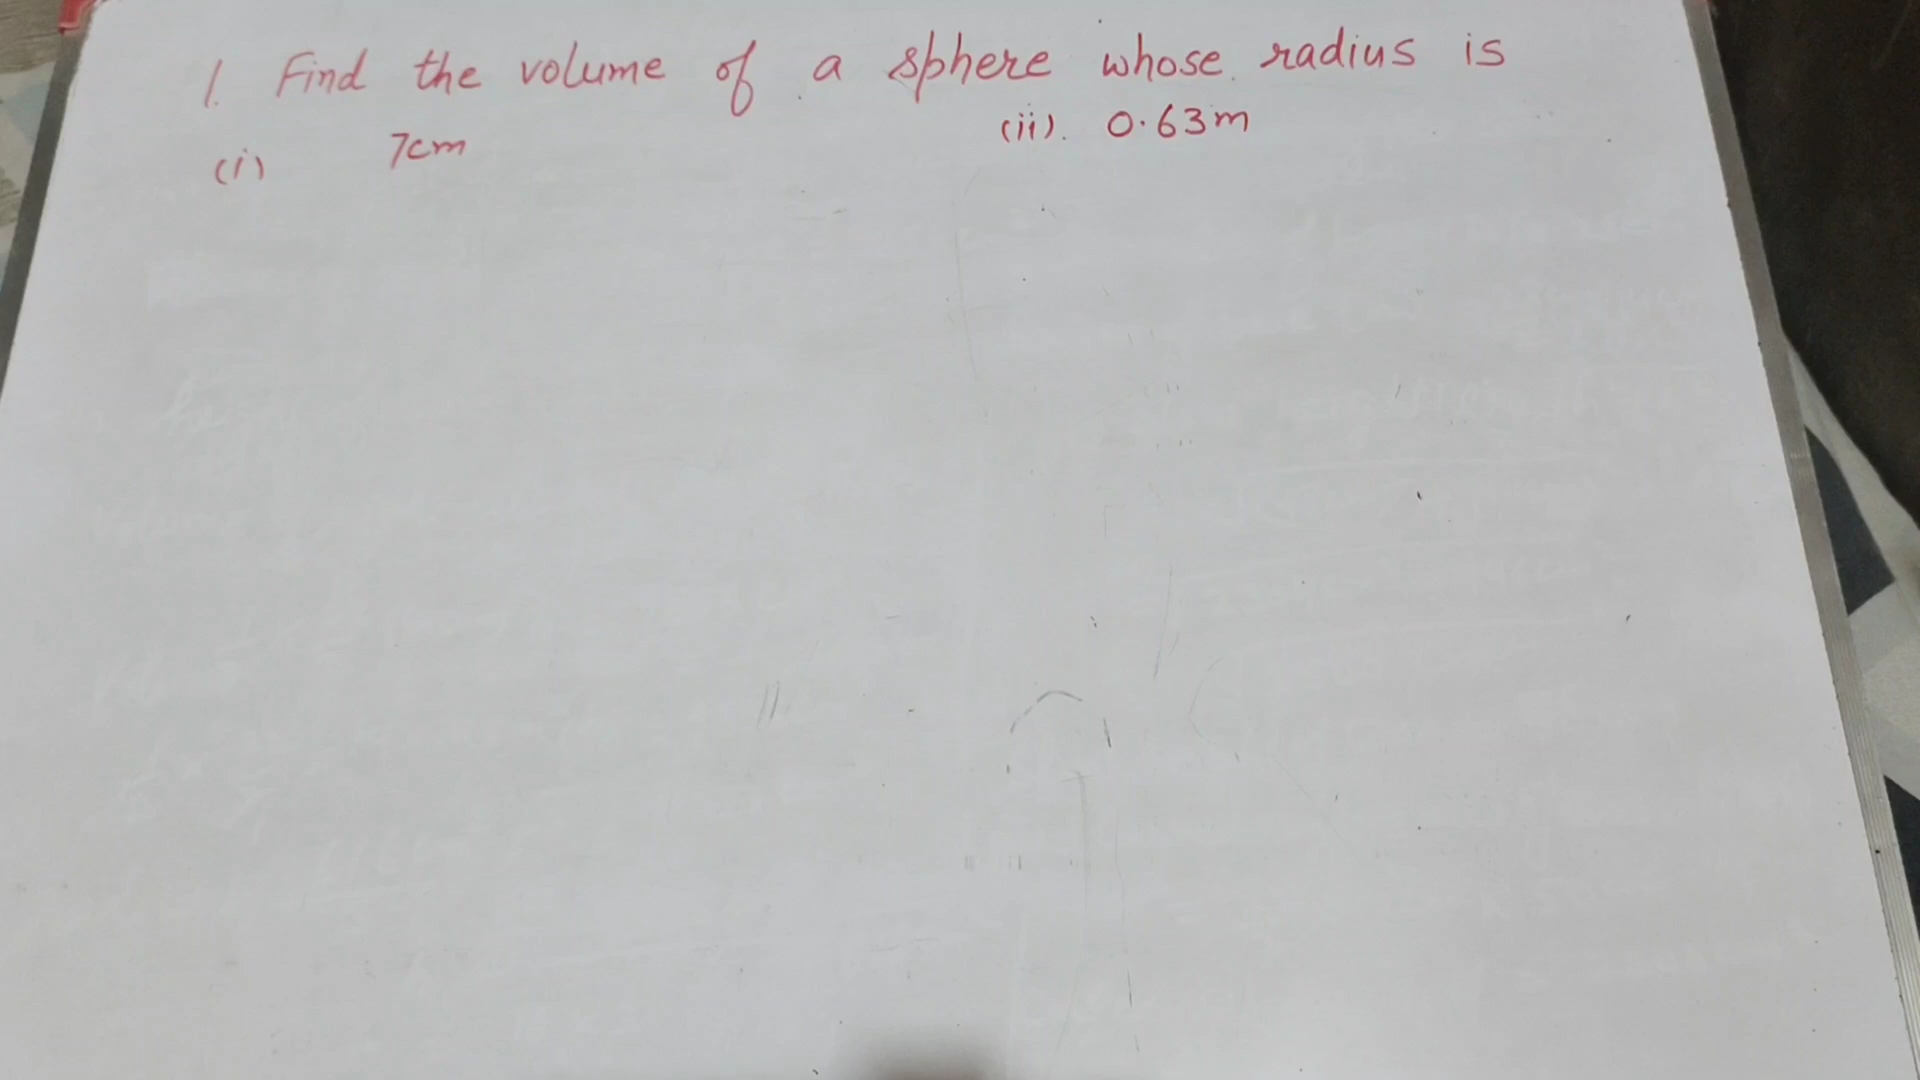 1. Find the volume of a sphere whose radius is
(i) 7cm (ii). 0.63m